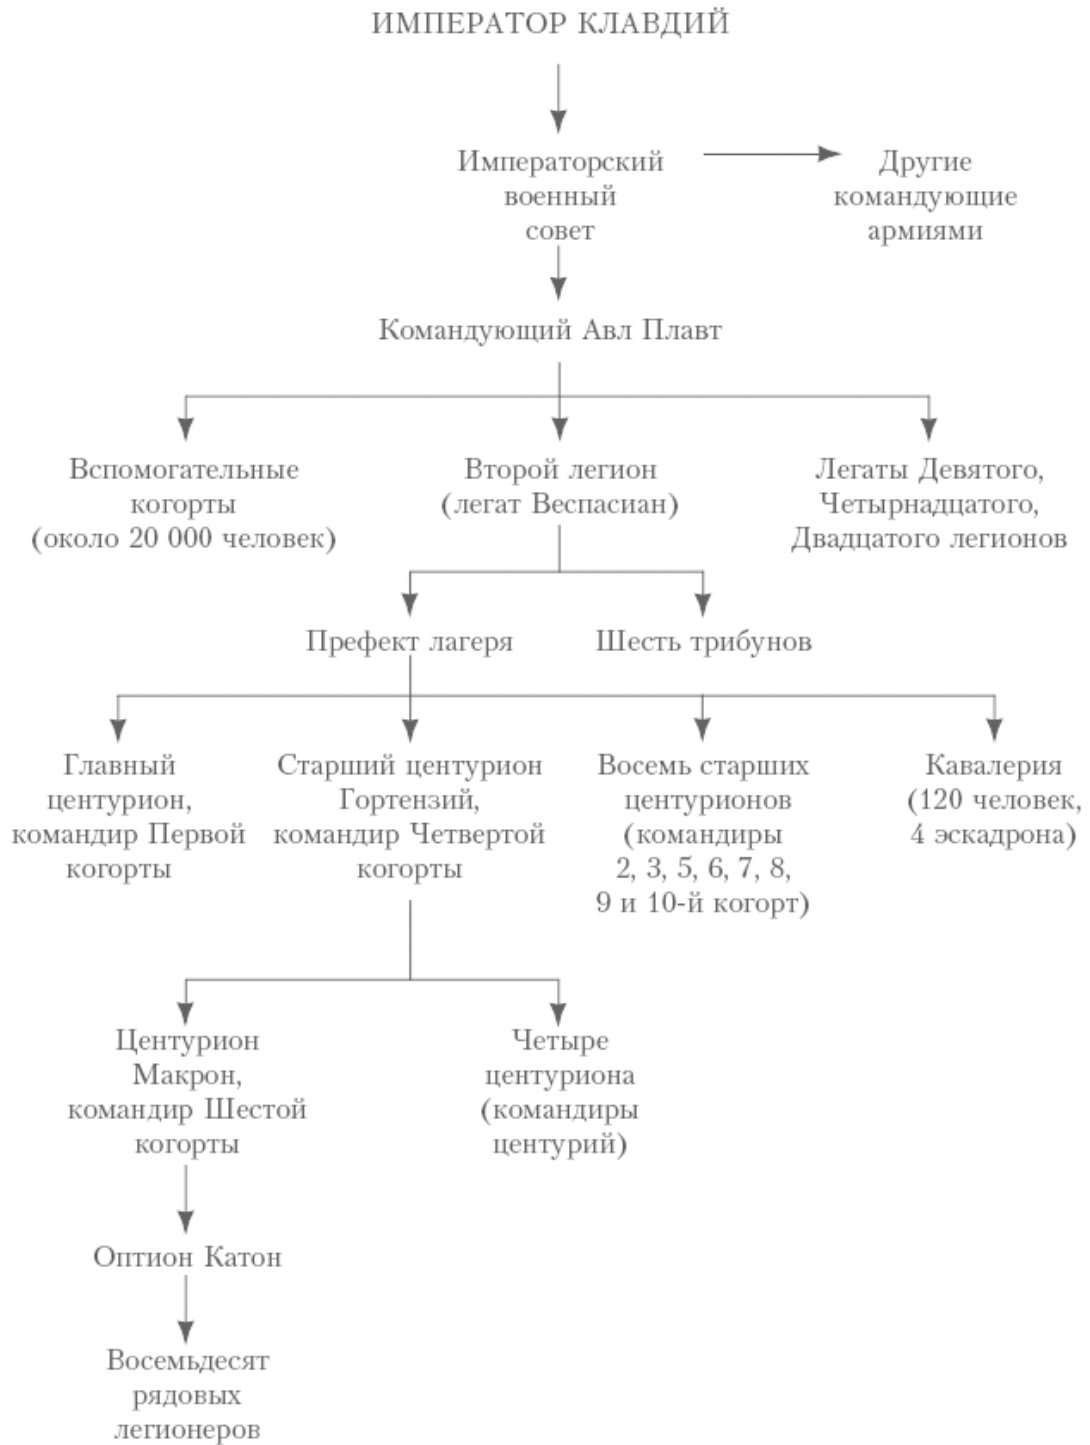 ИМПЕРАТОР КЛАВДИЙ
Императорский
военный
совет
Другие
командующие
армиями
Командующий Авл Плавт
Вспомогательные
когорты
(около 20 000 человек)
Второй легион
(легат Веспасиан)
Легаты Девятого,
Четырнадцатого,
Двадцатого легионов
Префект лагеря
Шесть трибунов
Главный
центурион,
командир Первой
когорты
Старший центурион
Гортензий,
командир Четвертой
когорты
Восемь старших
центурионов
(командиры
2, 3, 5, 6, 7, 8,
9 и 10-й когорт)
Кавалерия
(120 человек,
4 эскадрона)
Центурион
Макрон,
командир Шестой
когорты
Четыре
центуриона
(командиры
центурий)
Оптион Катон
Восемьдесят
рядовых
легионеров